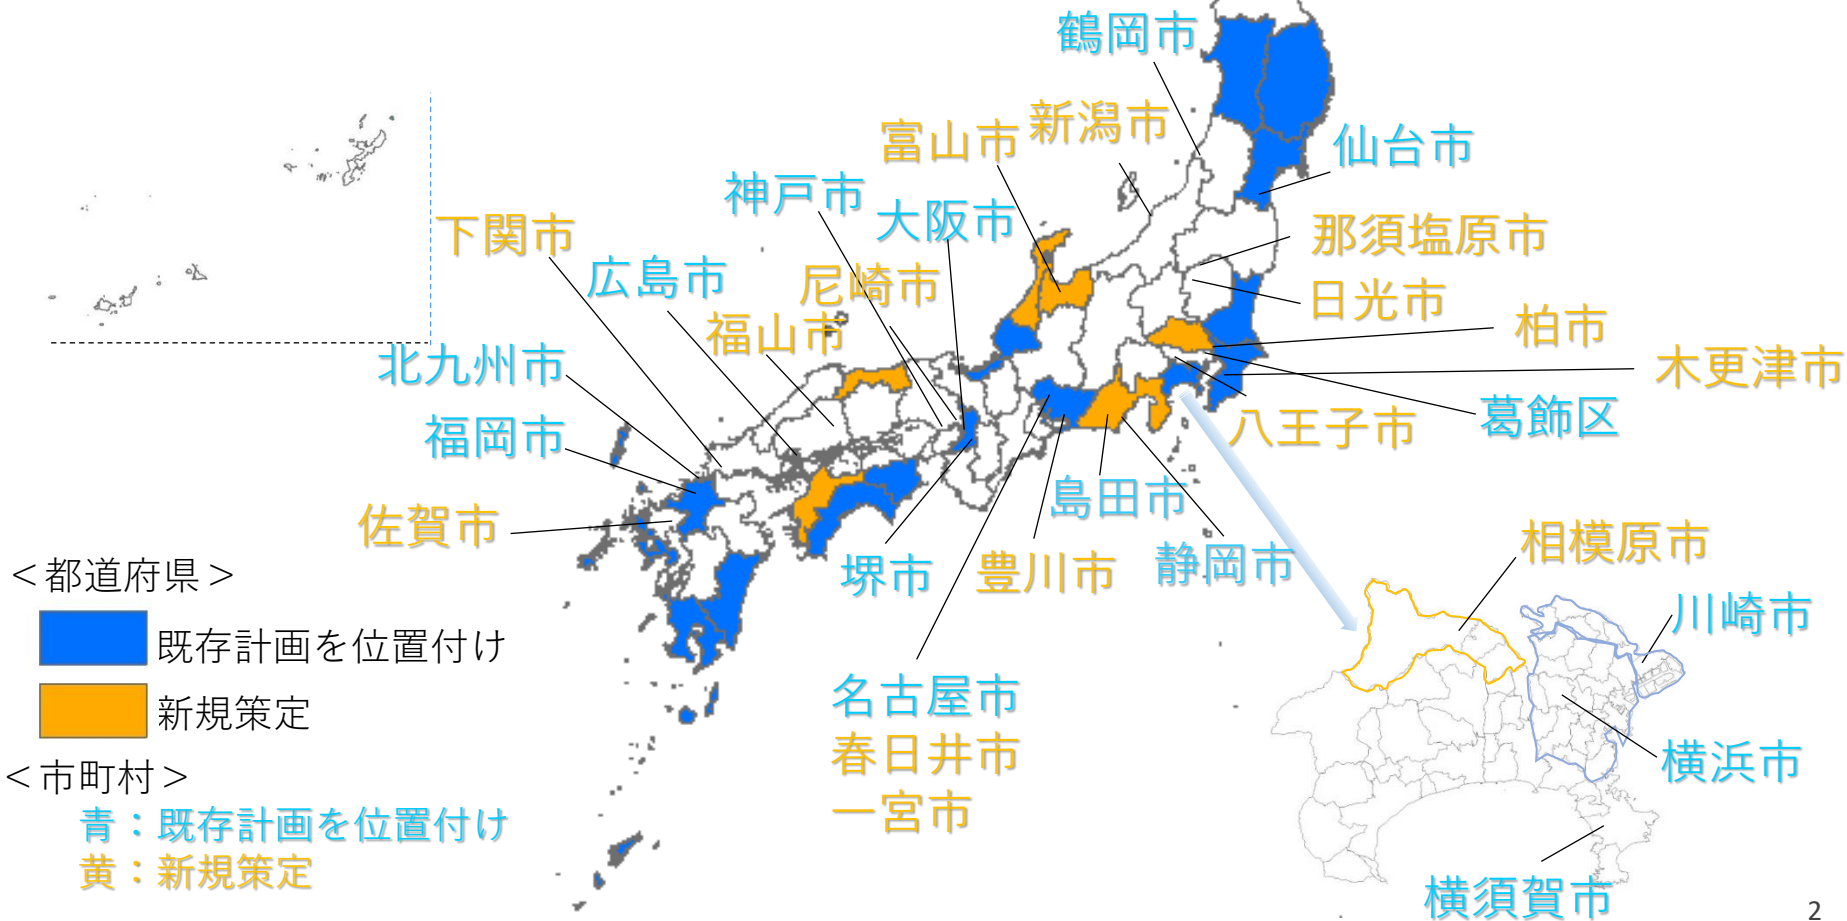 鶴岡市
新潟市
富山市
仙台市
神戸市
大阪市
下関市
那須塩原市
広島市
尼崎市
日光市
福山市
柏市
北九州市
木更津市
葛飾区
八王子市
福岡市
島田市
佐賀市
相模原市
静岡市
堺市
豊川市
＜都道府県＞
川崎市
既存計画を位置付け
名古屋市
新規策定
春日井市
横浜市
＜市町村＞
一宮市
青：既存計画を位置付け
黄：新規策定
横須賀市
2